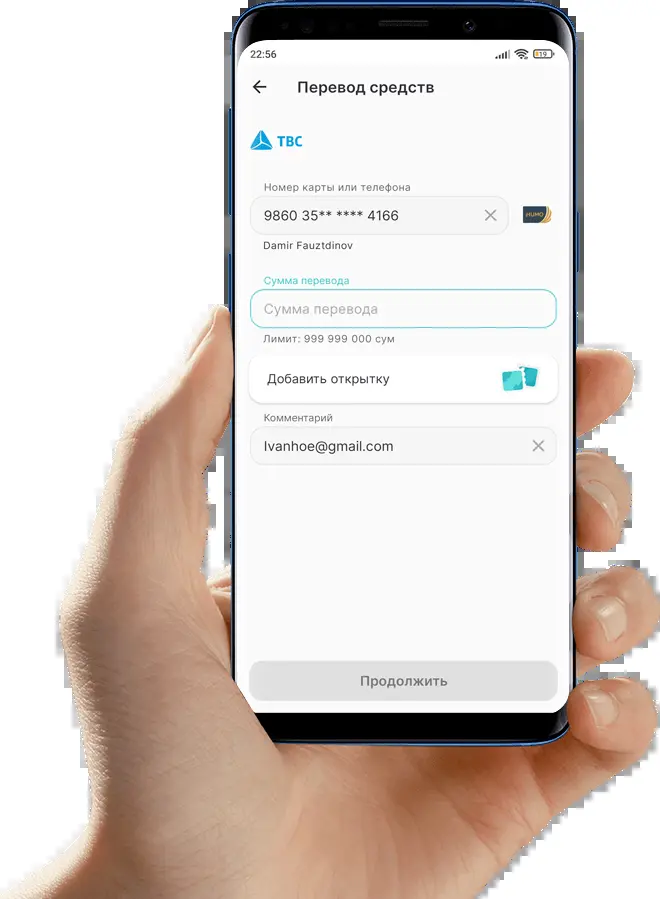 22:56
819
Перевод средств
TBC
Номер карты или телефона
9860 35** **** 4166
HUMO
Damir Fauztdinov
Сумма перевода
Сумма перевода
Лимит: 999 999 000 сум
Добавить открытку
Комментарий
Ivanhoe@gmail.com
Продолжить